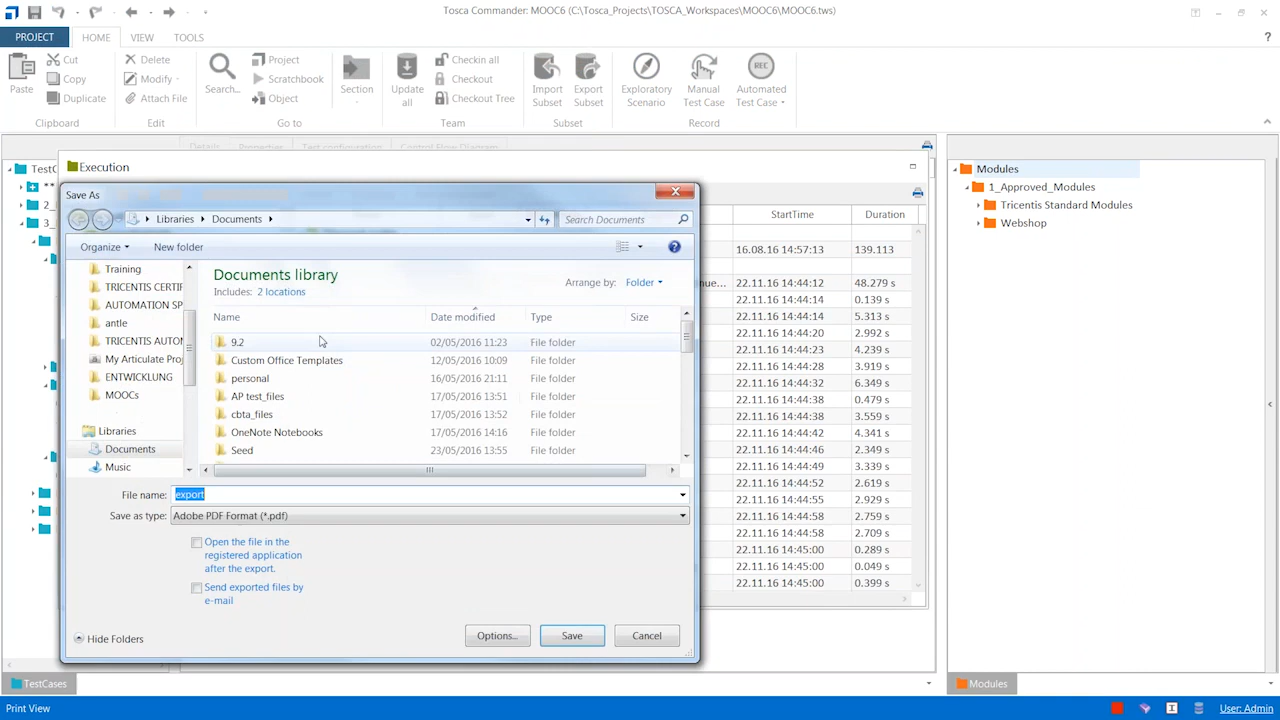 Tosca Commander: MOOC6 (C:\Tosca_Projects\TOSCA_Workspaces\MOOC6\MOOC6.tws)
PROJECT HOME VIEW TOOLS ?
Paste Cut Copy Duplicate
Clipboard
Delete Modify Attach File
Edit
Search... Project Scratchbook Object
Go to
Section
Update all Checkin all Checkout Checkout Tree
Team
Import Subset Export Subset
Subset
Exploratory Scenario Manual Test Case REC Automated Test Case
Record
Details Properties Test configuration Control Flow Diagram
TestC
**
2_
3_
Execution
Save As
Libraries Documents Search Documents
Organize New folder ?
Training
TRICENTIS CERTIF
AUTOMATION SP
antle
TRICENTIS AUTOM
My Articulate Proj
ENTWICKLUNG
MOOCs
Libraries
Documents
Music
Documents library
Includes: 2 locations
Arrange by: Folder
Name Date modified Type Size
9.2 02/05/2016 11:23 File folder
Custom Office Templates 12/05/2016 10:09 File folder
personal 16/05/2016 21:11 File folder
AP test_files 17/05/2016 13:51 File folder
cbta_files 17/05/2016 13:52 File folder
OneNote Notebooks 17/05/2016 14:16 File folder
Seed 23/05/2016 13:55 File folder
File name: export
Save as type: Adobe PDF Format (*.pdf)
Open the file in the
registered application
after the export.
Send exported files by
e-mail
Hide Folders Options... Save Cancel
StartTime Duration
16.08.16 14:57:13 139.113
nue... 22.11.16 14:44:12 48.279 s
22.11.16 14:44:14 0.139 s
22.11.16 14:44:14 5.313 s
22.11.16 14:44:20 2.992 s
22.11.16 14:44:23 4.239 s
22.11.16 14:44:28 3.919 s
22.11.16 14:44:32 6.349 s
22.11.16 14:44:38 0.479 s
22.11.16 14:44:38 3.559 s
22.11.16 14:44:42 4.341 s
22.11.16 14:44:46 2.349 s
22.11.16 14:44:49 3.339 s
22.11.16 14:44:52 2.619 s
22.11.16 14:44:55 2.929 s
22.11.16 14:44:58 2.759 s
22.11.16 14:44:58 2.709 s
22.11.16 14:45:00 0.289 s
22.11.16 14:45:00 0.049 s
22.11.16 14:45:00 0.399 s
Modules
1_Approved_Modules
Tricentis Standard Modules
Webshop
TestCases
Modules
Print View
User: Admin